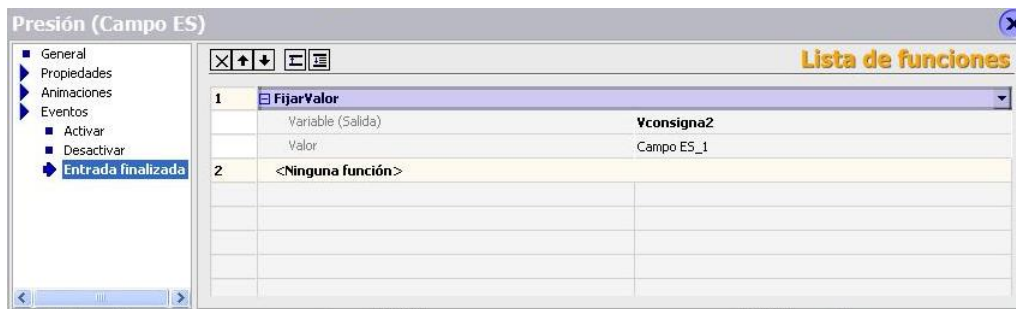 Presión (Campo ES)
General
Propiedades
Animaciones
Eventos
Activar
Desactivar
Entrada finalizada
Lista de funciones
1 FijarValor
Variable (Salida) Vconsigna2
Valor Campo ES_1
2 <Ninguna función>